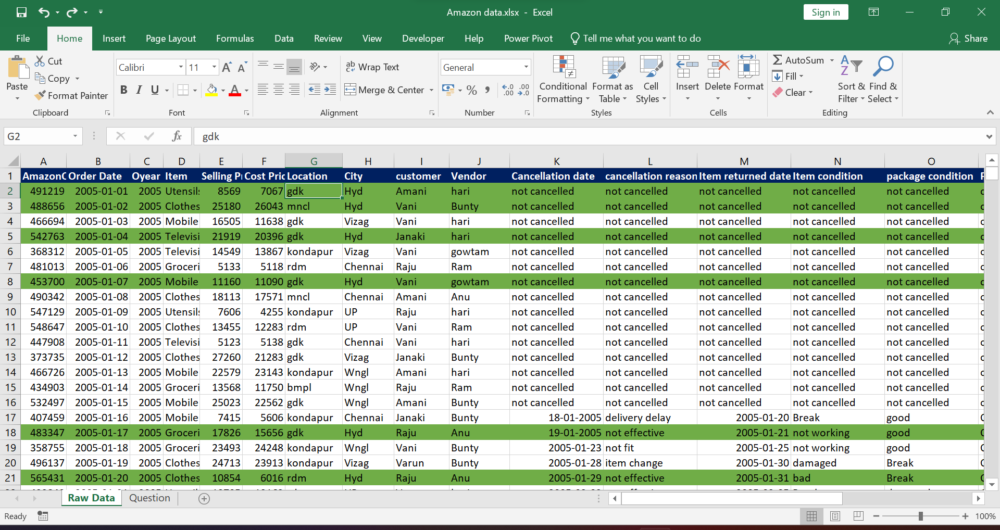 Amazon data.xlsx - Excel
Sign in
File Home Insert Page Layout Formulas Data Review View Developer Help Power Pivot Tell me what you want to do Share
Paste Cut Copy Format Painter Clipboard
Calibri 11 B I U A A A Font
ab Wrap Text Merge & Center Alignment
General % Number
Conditional Formatting Format as Table Cell Styles Styles
Insert Delete Format Cells
AutoSum Fill Clear Sort & Filter Find & Select Editing
G2 fx gdk
A B C D E F G H I J K L M N O
1 AmazonO Order Date Oyear Item Selling Pr Cost Pric Location City customer Vendor Cancellation date cancellation reason Item returned date Item condition package condition
2 491219 2005-01-01 2005 Utensils 8569 7067 gdk Hyd Amani hari not cancelled not cancelled not cancelled not cancelled not cancelled
3 488656 2005-01-02 2005 Clothes 25180 26043 mncl Hyd Vani Bunty not cancelled not cancelled not cancelled not cancelled not cancelled
4 466694 2005-01-03 2005 Mobile 16505 11638 gdk Vizag Vani hari not cancelled not cancelled not cancelled not cancelled not cancelled
5 542763 2005-01-04 2005 Televisi 21919 20396 gdk Hyd Janaki hari not cancelled not cancelled not cancelled not cancelled not cancelled
6 368312 2005-01-05 2005 Televisi 14549 13867 kondapur Vizag Vani gowtam not cancelled not cancelled not cancelled not cancelled not cancelled
7 481013 2005-01-06 2005 Groceri 5133 5118 rdm Chennai Raju Ram not cancelled not cancelled not cancelled not cancelled not cancelled
8 453700 2005-01-07 2005 Mobile 11160 11090 gdk Hyd Vani gowtam not cancelled not cancelled not cancelled not cancelled not cancelled
9 490342 2005-01-08 2005 Clothes 18113 17571 mncl Chennai Amani Anu not cancelled not cancelled not cancelled not cancelled not cancelled
10 547129 2005-01-09 2005 Utensils 7606 4255 kondapur UP Raju hari not cancelled not cancelled not cancelled not cancelled not cancelled
11 548647 2005-01-10 2005 Clothes 13455 12283 rdm UP Vani Ram not cancelled not cancelled not cancelled not cancelled not cancelled
12 447908 2005-01-11 2005 Televisi 5123 5138 gdk Chennai Vani hari not cancelled not cancelled not cancelled not cancelled not cancelled
13 373735 2005-01-12 2005 Clothes 27260 21283 gdk Vizag Janaki Bunty not cancelled not cancelled not cancelled not cancelled not cancelled
14 466726 2005-01-13 2005 Mobile 22579 23143 kondapur Wngl Amani hari not cancelled not cancelled not cancelled not cancelled not cancelled
15 434903 2005-01-14 2005 Groceri 13568 11750 bmpl Wngl Raju Ram not cancelled not cancelled not cancelled not cancelled not cancelled
16 532497 2005-01-15 2005 Mobile 25023 22562 gdk Wngl Amani Bunty not cancelled not cancelled not cancelled not cancelled not cancelled
17 407459 2005-01-16 2005 Mobile 7415 5606 kondapur Chennai Janaki Bunty 18-01-2005 delivery delay 2005-01-20 Break good
18 483347 2005-01-17 2005 Groceri 17826 15656 gdk Hyd Raju Anu 19-01-2005 not effective 2005-01-21 not working good
19 358755 2005-01-18 2005 Groceri 23493 24248 kondapur Wngl Vani Bunty 2005-01-23 not fit 2005-01-25 not working good
20 496137 2005-01-19 2005 Clothes 24713 23913 kondapur Vizag Varun Bunty 2005-01-28 item change 2005-01-30 damaged Break
21 565431 2005-01-20 2005 Clothes 10854 6016 rdm Hyd Raju Anu 2005-01-29 not effective 2005-01-31 bad Break
Raw Data Question
Ready 100%